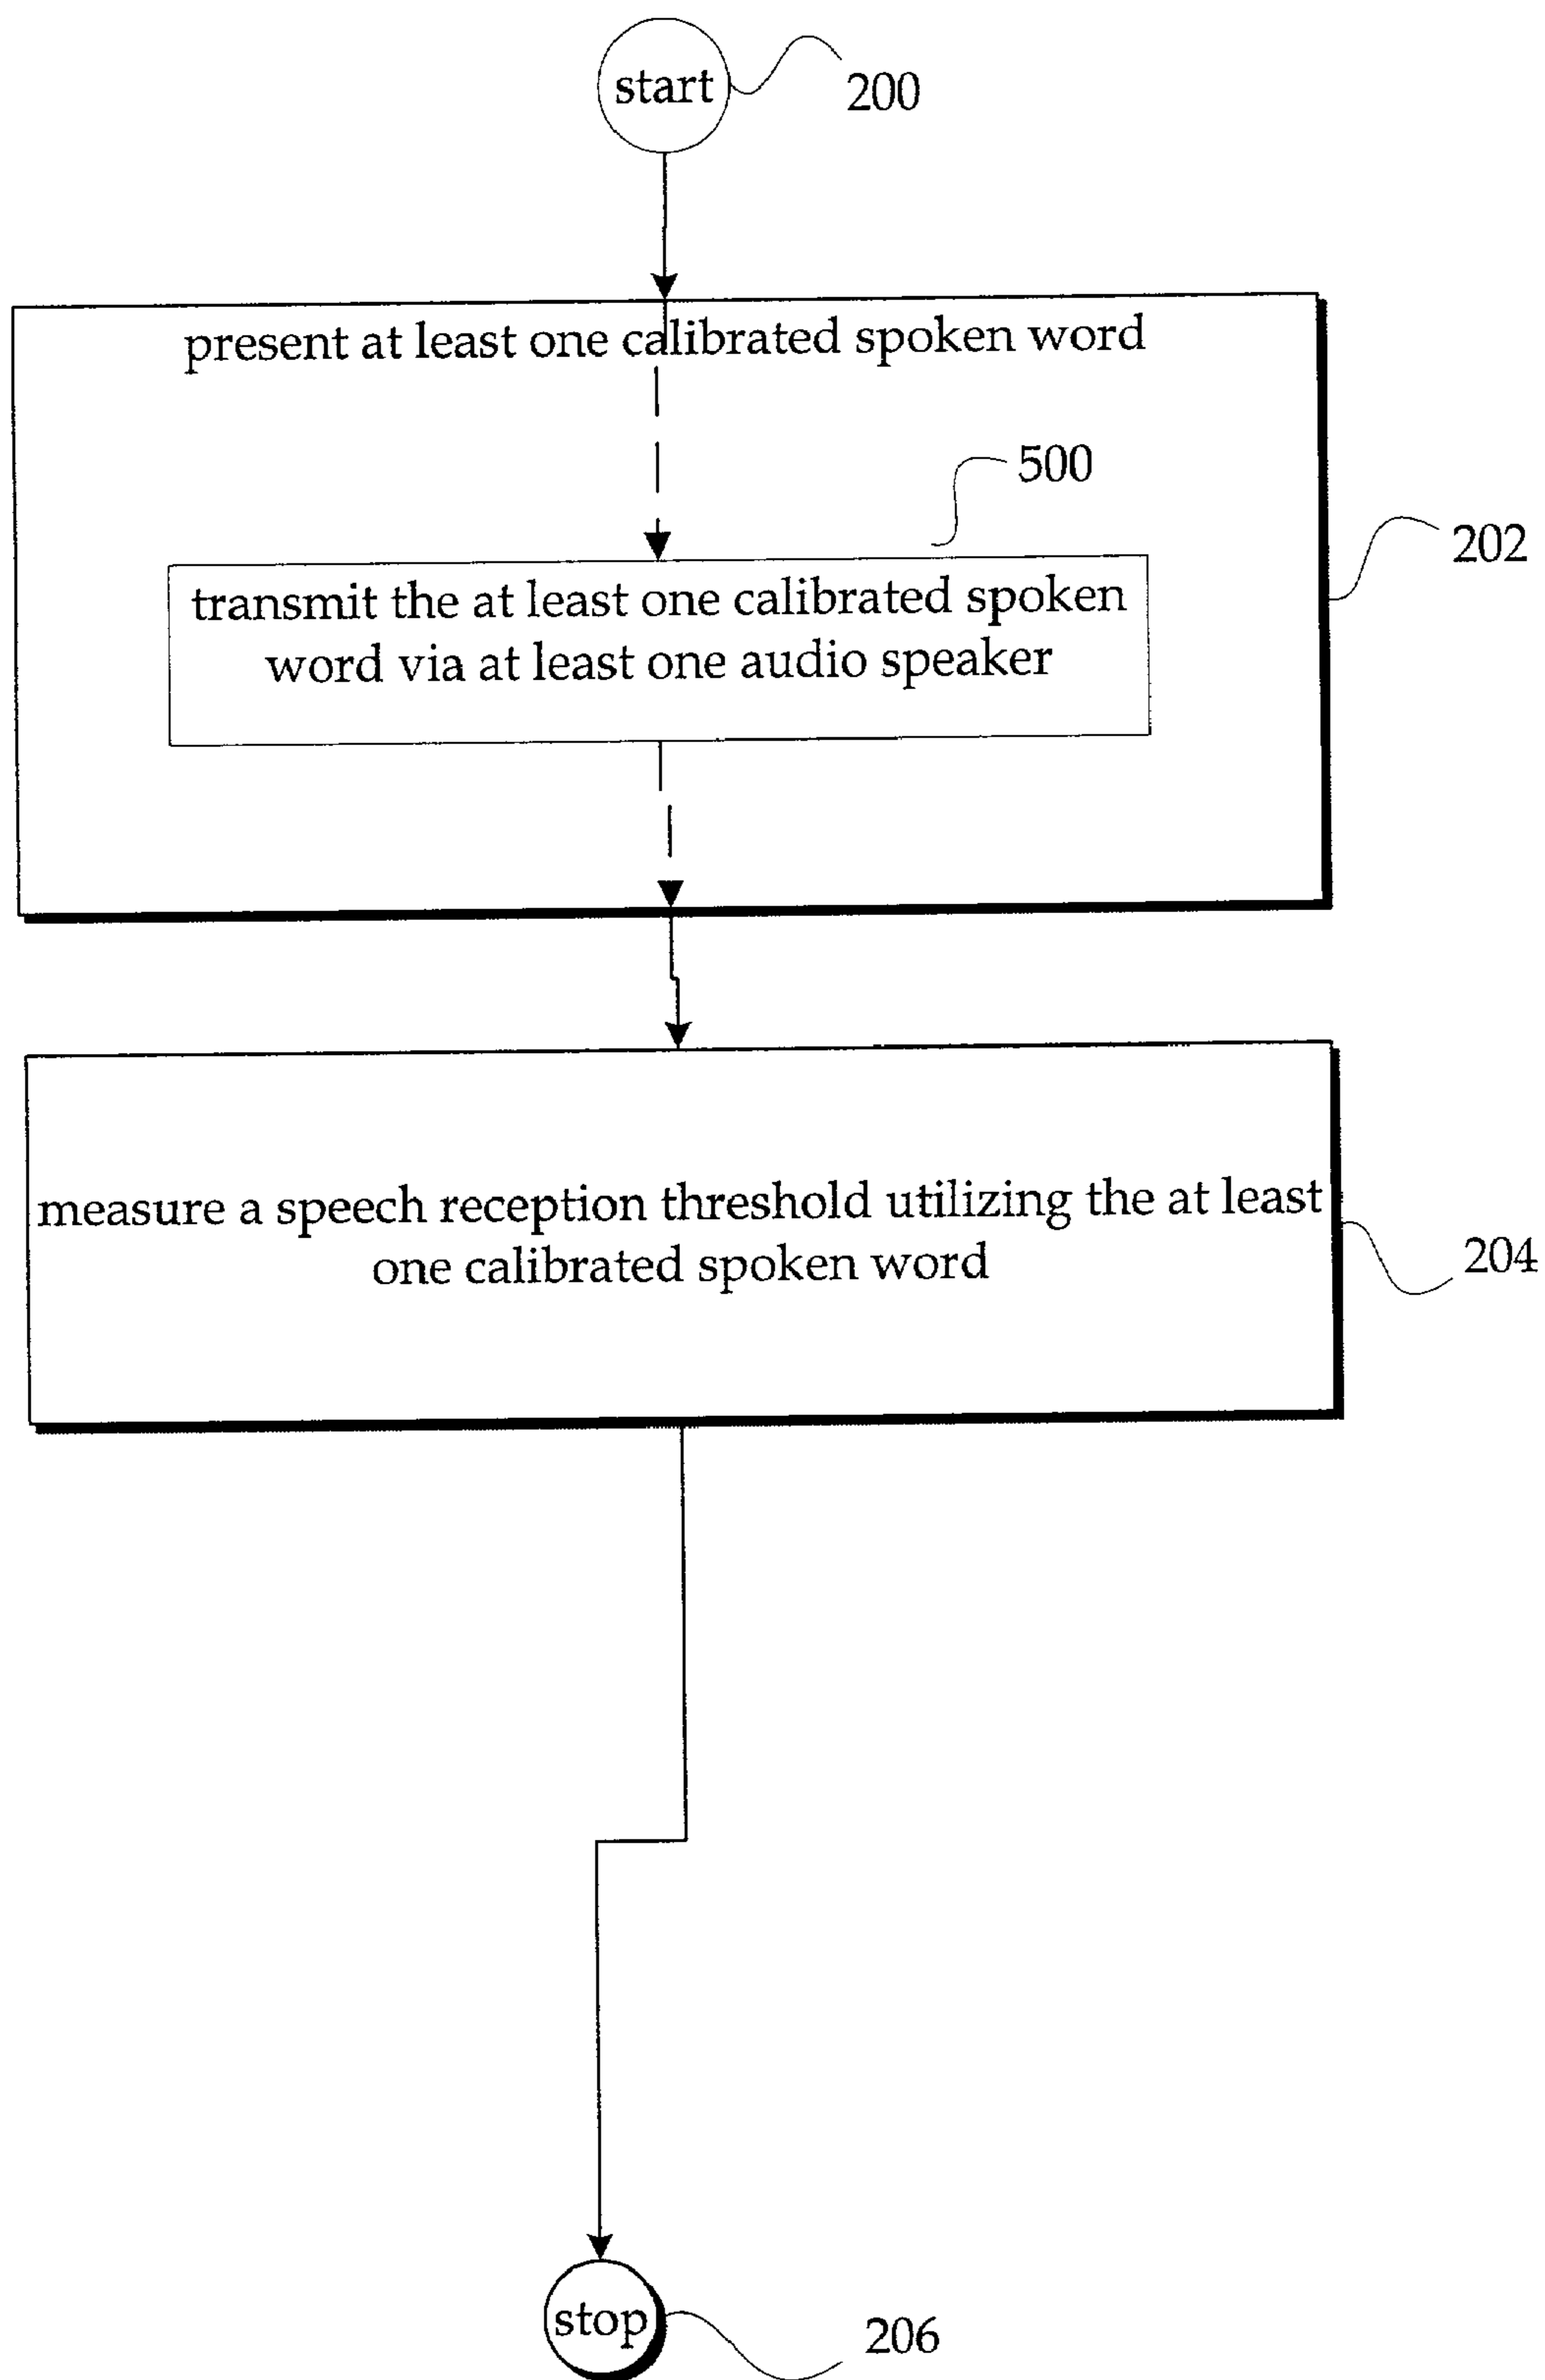 start
200
present at least one calibrated spoken word
500
202
transmit the at least one calibrated spoken
word via at least one audio speaker
measure a speech reception threshold utilizing the at least
one calibrated spoken word
204
stop
206